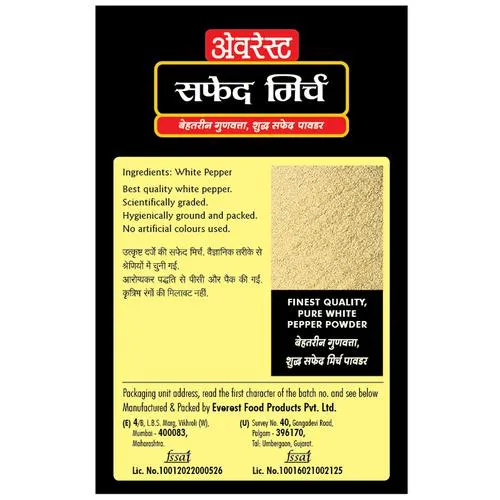 अेवरेस्ट
सफेद मिर्च
बेहतरीन गुणवत्ता, शुद्ध सफेद पावडर
Ingredients: White Pepper
Best quality white pepper.
Scientifically graded.
Hygienically ground and packed.
No artificial colours used.
उत्कृष्ट दर्जे की सफेद मिर्च. वैज्ञानिक तरीके से
श्रेणियों में चुनी गई.
आरोग्यकर पद्धति से पीसी और पैक की गई.
कृत्रिम रंगों की मिलावट नहीं.
FINEST QUALITY,
PURE WHITE
PEPPER POWDER
बेहतरीन गुणवत्ता,
शुद्ध सफेद मिर्च पावडर
Packaging unit address, read the first character of the batch no. and see below
Manufactured & Packed by Everest Food Products Pvt. Ltd.
(E) 4/B, L.B.S. Marg, Vikhroli (W),
Mumbai - 400083,
Maharashtra.
fssai
Lic. No.10012022000526
(U) Survey No. 40, Gangadevi Road,
Palgam - 396170,
Tal: Umbergaon, Gujarat.
fssai
Lic. No.10016021002125